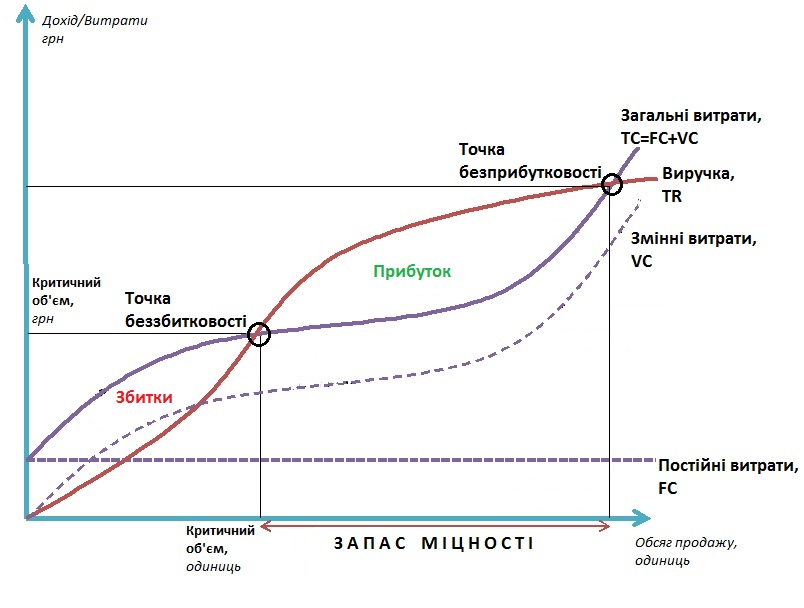 Дохід/Витрати
грн
Загальні витрати,
TC=FC+VC
Точка
безприбутковості
Виручка,
TR
Змінні витрати,
VC
Прибуток
Критичний
об'єм,
грн
Точка
беззбитковості
Збитки
Постійні витрати,
FC
Критичний
об'єм,
одиниць
ЗАПАС МІЦНОСТІ
Обсяг продажу,
одиниць